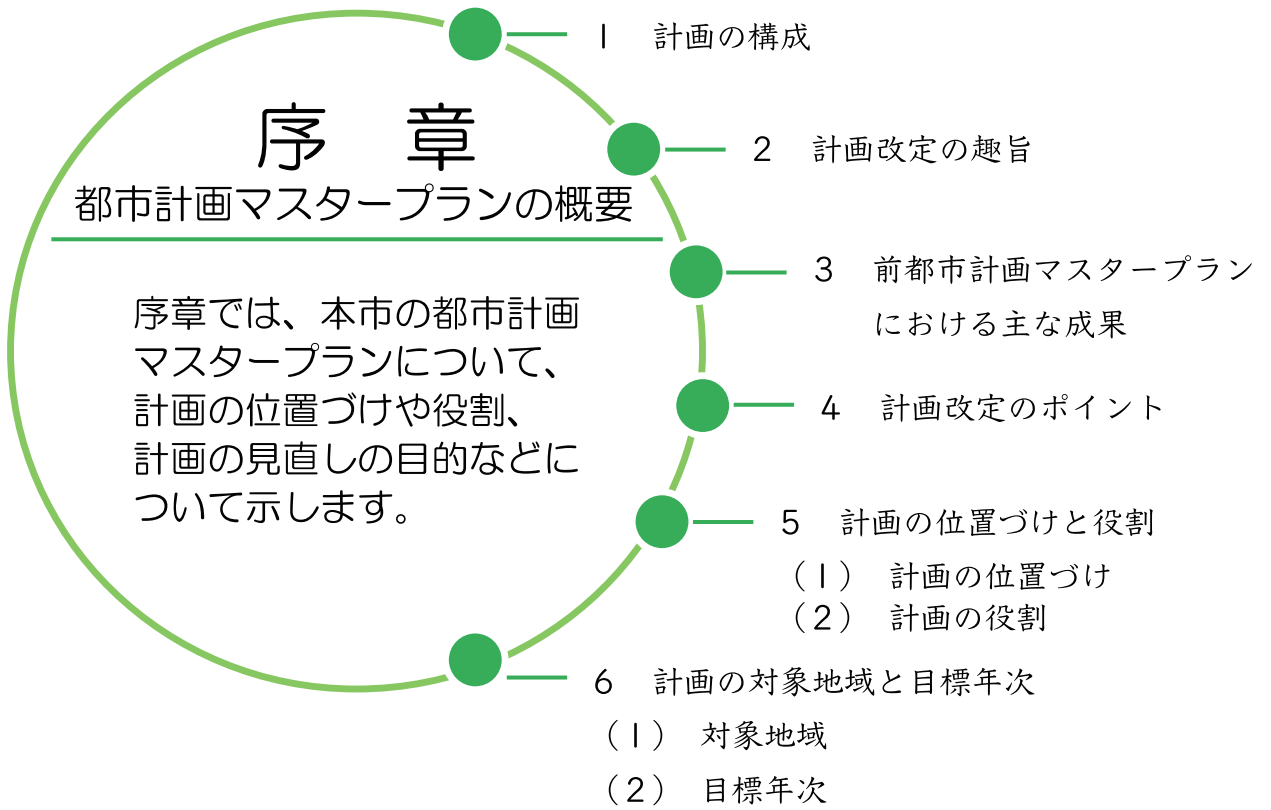 序　章
都市計画マスタープランの概要
序章では、本市の都市計画
マスタープランについて、
計画の位置づけや役割、
計画の見直しの目的などに
ついて示します。
1　計画の構成
2　計画改定の趣旨
3　前都市計画マスタープラン
における主な成果
4　計画改定のポイント
5　計画の位置づけと役割
（1）　計画の位置づけ
（2）　計画の役割
6　計画の対象地域と目標年次
（1）　対象地域
（2）　目標年次